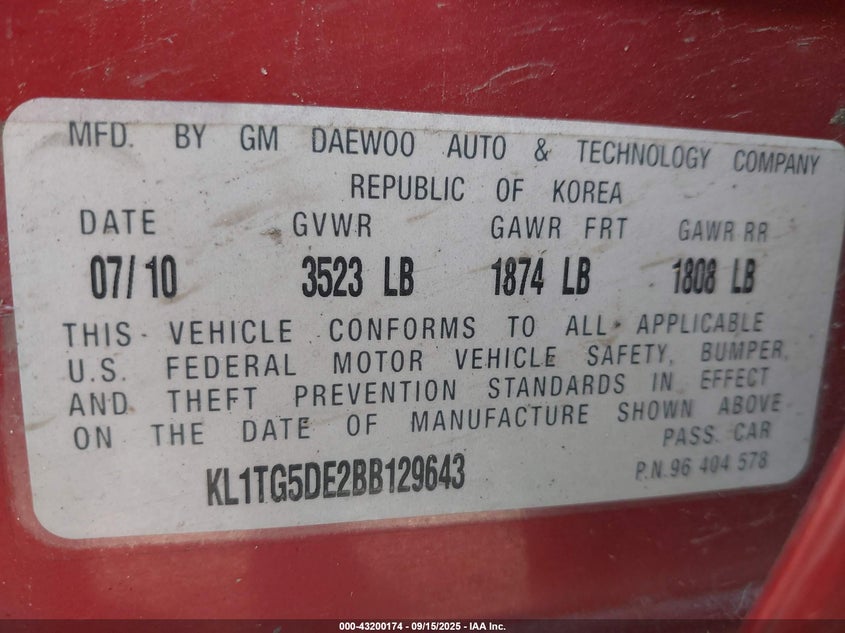 MFD. BY GM DAEWOO AUTO & TECHNOLOGY COMPANY
REPUBLIC OF KOREA
DATE GVWR GAWR FRT GAWR RR
07/10 3523 LB 1874 LB 1808 LB
THIS VEHICLE CONFORMS TO ALL APPLICABLE
U.S. FEDERAL MOTOR VEHICLE SAFETY, BUMPER,
AND THEFT PREVENTION STANDARDS IN EFFECT
ON THE DATE OF MANUFACTURE SHOWN ABOVE
PASS. CAR
KL1TG5DE2BB129643 P.N. 96 404 578
000-43200174 - 09/15/2025 - IAA Inc.